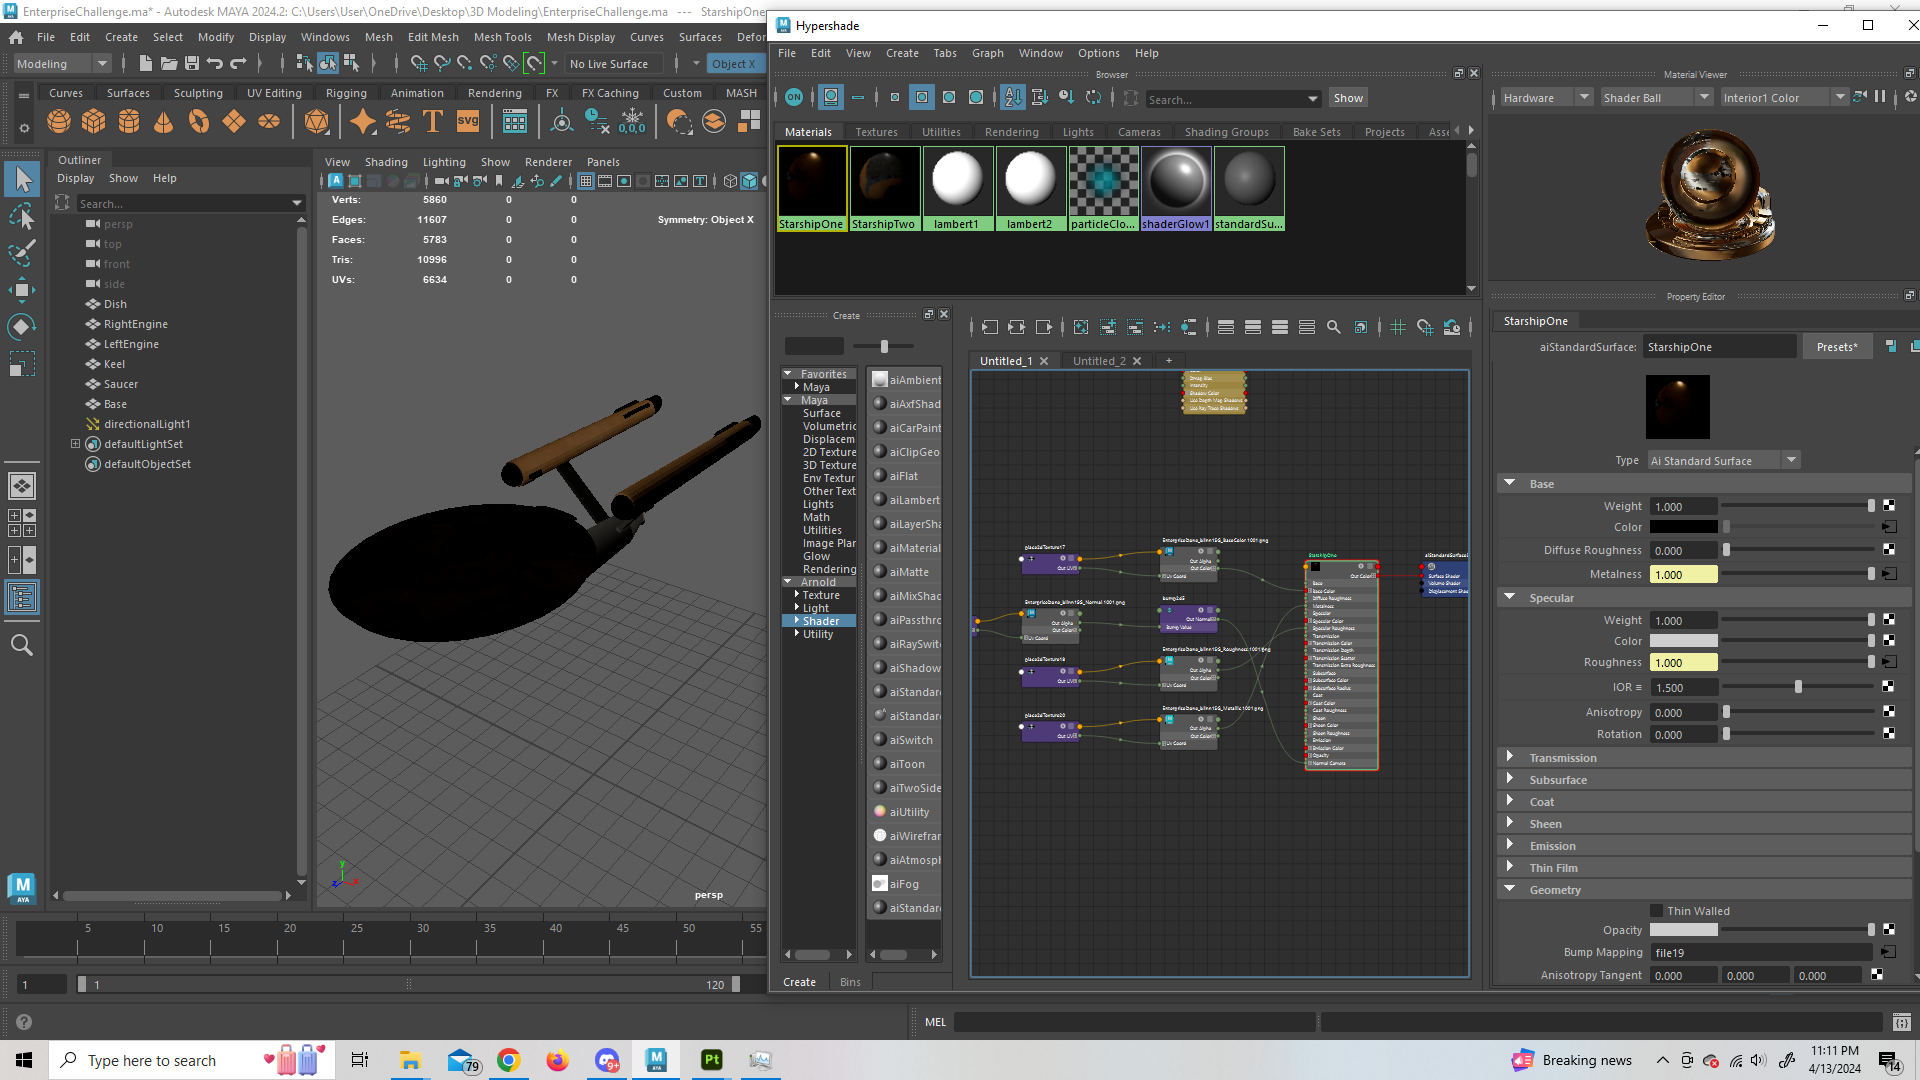 EnterpriseChallenge.ma* - Autodesk MAYA 2024.2: C:\Users\User\OneDrive\Desktop\3D Modeling\EnterpriseChallenge.ma --- StarshipOne
File Edit Create Select Modify Display Windows Mesh Edit Mesh Mesh Tools Mesh Display Curves Surfaces Defor
Modeling No Live Surface Object X
Curves Surfaces Sculpting UV Editing Rigging Animation Rendering FX FX Caching Custom MASH
Outliner
Display Show Help
Search...
persp
top
front
side
Dish
RightEngine
LeftEngine
Keel
Saucer
Base
directionalLight1
defaultLightSet
defaultObjectSet
View Shading Lighting Show Renderer Panels
Verts: 5860 0 0
Edges: 11607 0 0
Faces: 5783 0 0
Tris: 10996 0 0
UVs: 6634 0 0
Symmetry: Object X
persp
Hypershade
File Edit View Create Tabs Graph Window Options Help
Browser
ON
Search... Show
Materials Textures Utilities Rendering Lights Cameras Shading Groups Bake Sets Projects Asse
StarshipOne StarshipTwo lambert1 lambert2 particleClo... shaderGlow1 standardSu...
Create
Favorites
Maya
Maya
Surface
Volumetric
Displacem
2D Texture
3D Texture
Env Textur
Other Text
Lights
Math
Utilities
Image Plar
Glow
Rendering
Arnold
Texture
Light
Shader
Utility
aiAmbient
aiAxfShad
aiCarPaint
aiClipGeo
aiFlat
aiLambert
aiLayerSha
aiMaterial
aiMatte
aiMixShad
aiPassthro
aiRaySwit
aiShadow
aiStandar
aiStandar
aiSwitch
aiToon
aiTwoSide
aiUtility
aiWirefrar
aiAtmosph
aiFog
aiStandar
Create Bins
Untitled_1 Untitled_2 +
Material Viewer
Hardware Shader Ball Interior1 Color
Property Editor
StarshipOne
aiStandardSurface: StarshipOne Presets*
Type Ai Standard Surface
Base
Weight 1.000
Color
Diffuse Roughness 0.000
Metalness 1.000
Specular
Weight 1.000
Color
Roughness 1.000
IOR 1.500
Anisotropy 0.000
Rotation 0.000
Transmission
Subsurface
Coat
Sheen
Emission
Thin Film
Geometry
Thin Walled
Opacity
Bump Mapping file19
Anisotropy Tangent 0.000 0.000 0.000
5 10 15 20 25 30 35 40 45 50 55
1 1 120
MEL
Type here to search
79
9+
Pt
Breaking news
11:11 PM
4/13/2024
14